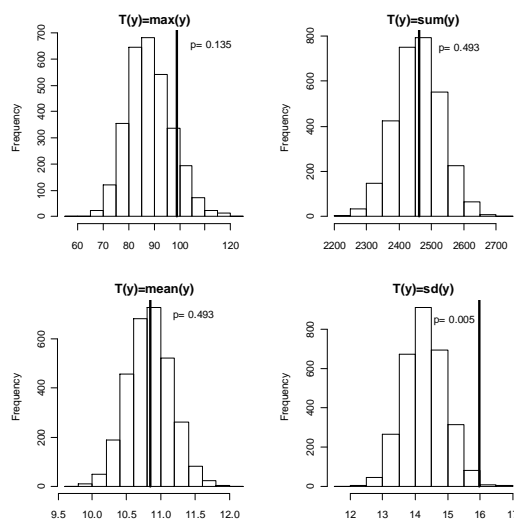 T(y)=max(y)
p= 0.135
Frequency
0 100 200 300 400 500 600 700
60 70 80 90 100 120
T(y)=sum(y)
p= 0.493
Frequency
0 200 400 600 800
2200 2300 2400 2500 2600 2700
T(y)=mean(y)
p= 0.493
Frequency
0 200 400 600
9.5 10.0 10.5 11.0 11.5 12.0
T(y)=sd(y)
p= 0.005
Frequency
0 200 400 600 800
12 13 14 15 16 17